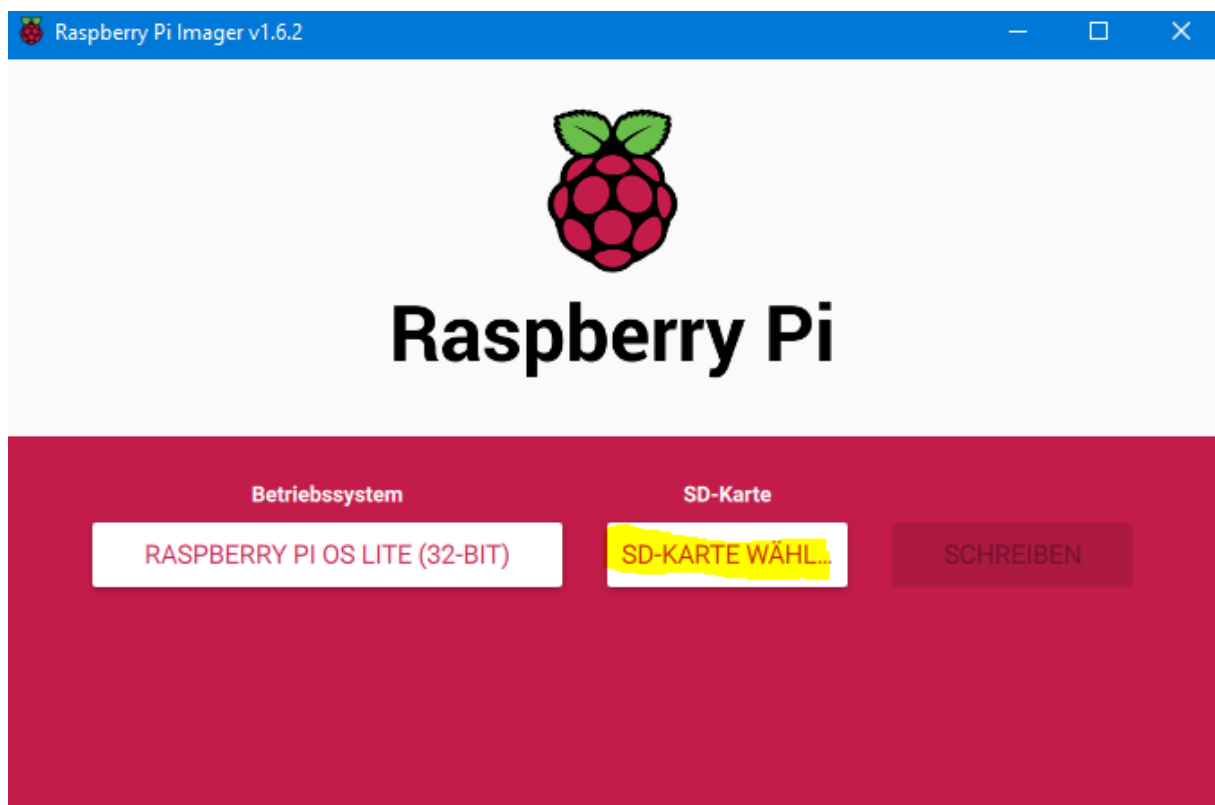 Raspberry Pi Imager v1.6.2
Raspberry Pi
Betriebssystem
SD-Karte
RASPBERRY PI OS LITE (32-BIT)
SD-KARTE WÄHL...
SCHREIBEN